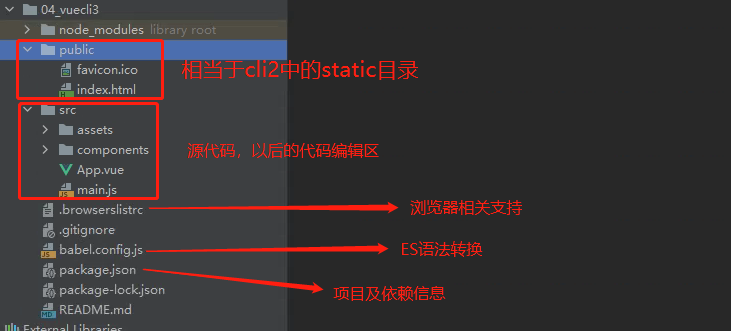 04_vuecli3
node_modules library root
public
favicon.ico
index.html
相当于cli2中的static目录
src
assets
components
App.vue
main.js
源代码，以后的代码编辑区
.browserslistrc
浏览器相关支持
.gitignore
babel.config.js
ES语法转换
package.json
package-lock.json
项目及依赖信息
README.md
External Libraries